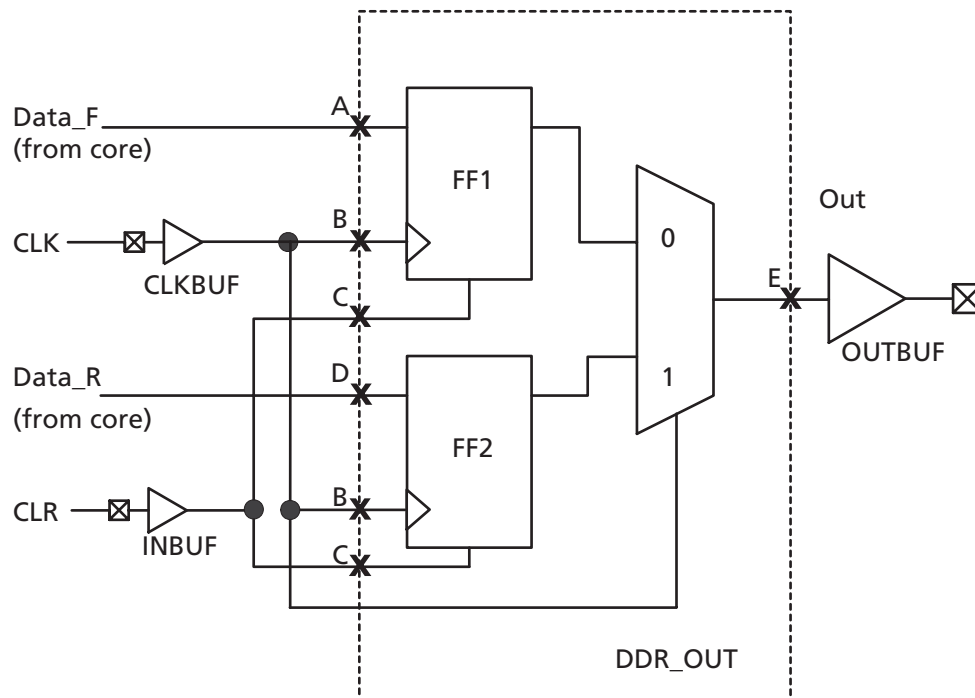 Data_F
(from core)
A
FF1
CLK
CLKBUF
B
C
0
Out
E
OUTBUF
Data_R
(from core)
D
1
FF2
CLR
INBUF
B
C
DDR_OUT